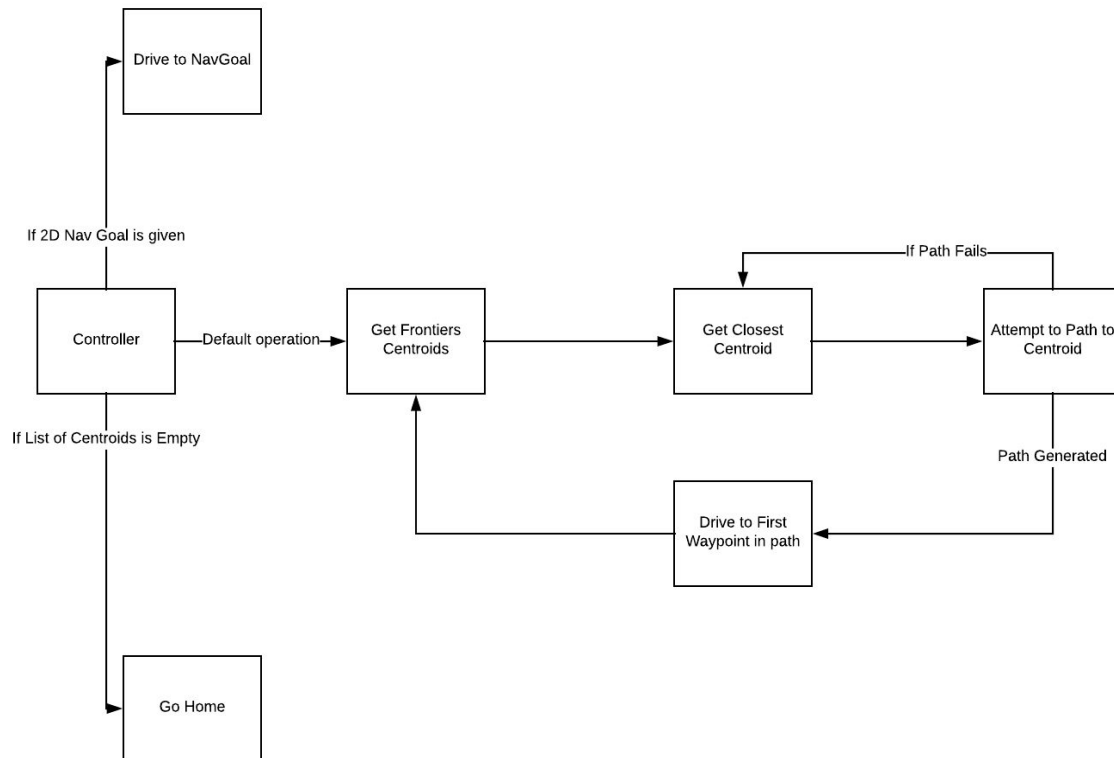 Drive to NavGoal
If 2D Nav Goal is given
If Path Fails
Controller
Default operation
Get Frontiers
Centroids
Get Closest
Centroid
Attempt to Path to
Centroid
If List of Centroids is Empty
Path Generated
Drive to First
Waypoint in path
Go Home